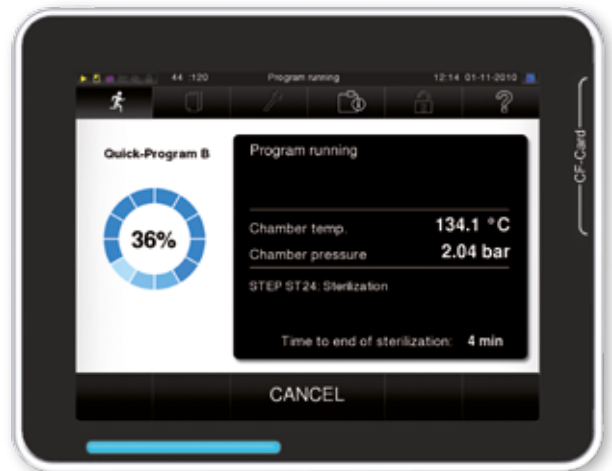 44 :120 Program running 12:14 01-11-2010
Quick-Program B
36%
Program running
Chamber temp. 134.1 °C
Chamber pressure 2.04 bar
STEP ST24: Sterilization
Time to end of sterilization: 4 min
CANCEL
CF-Card